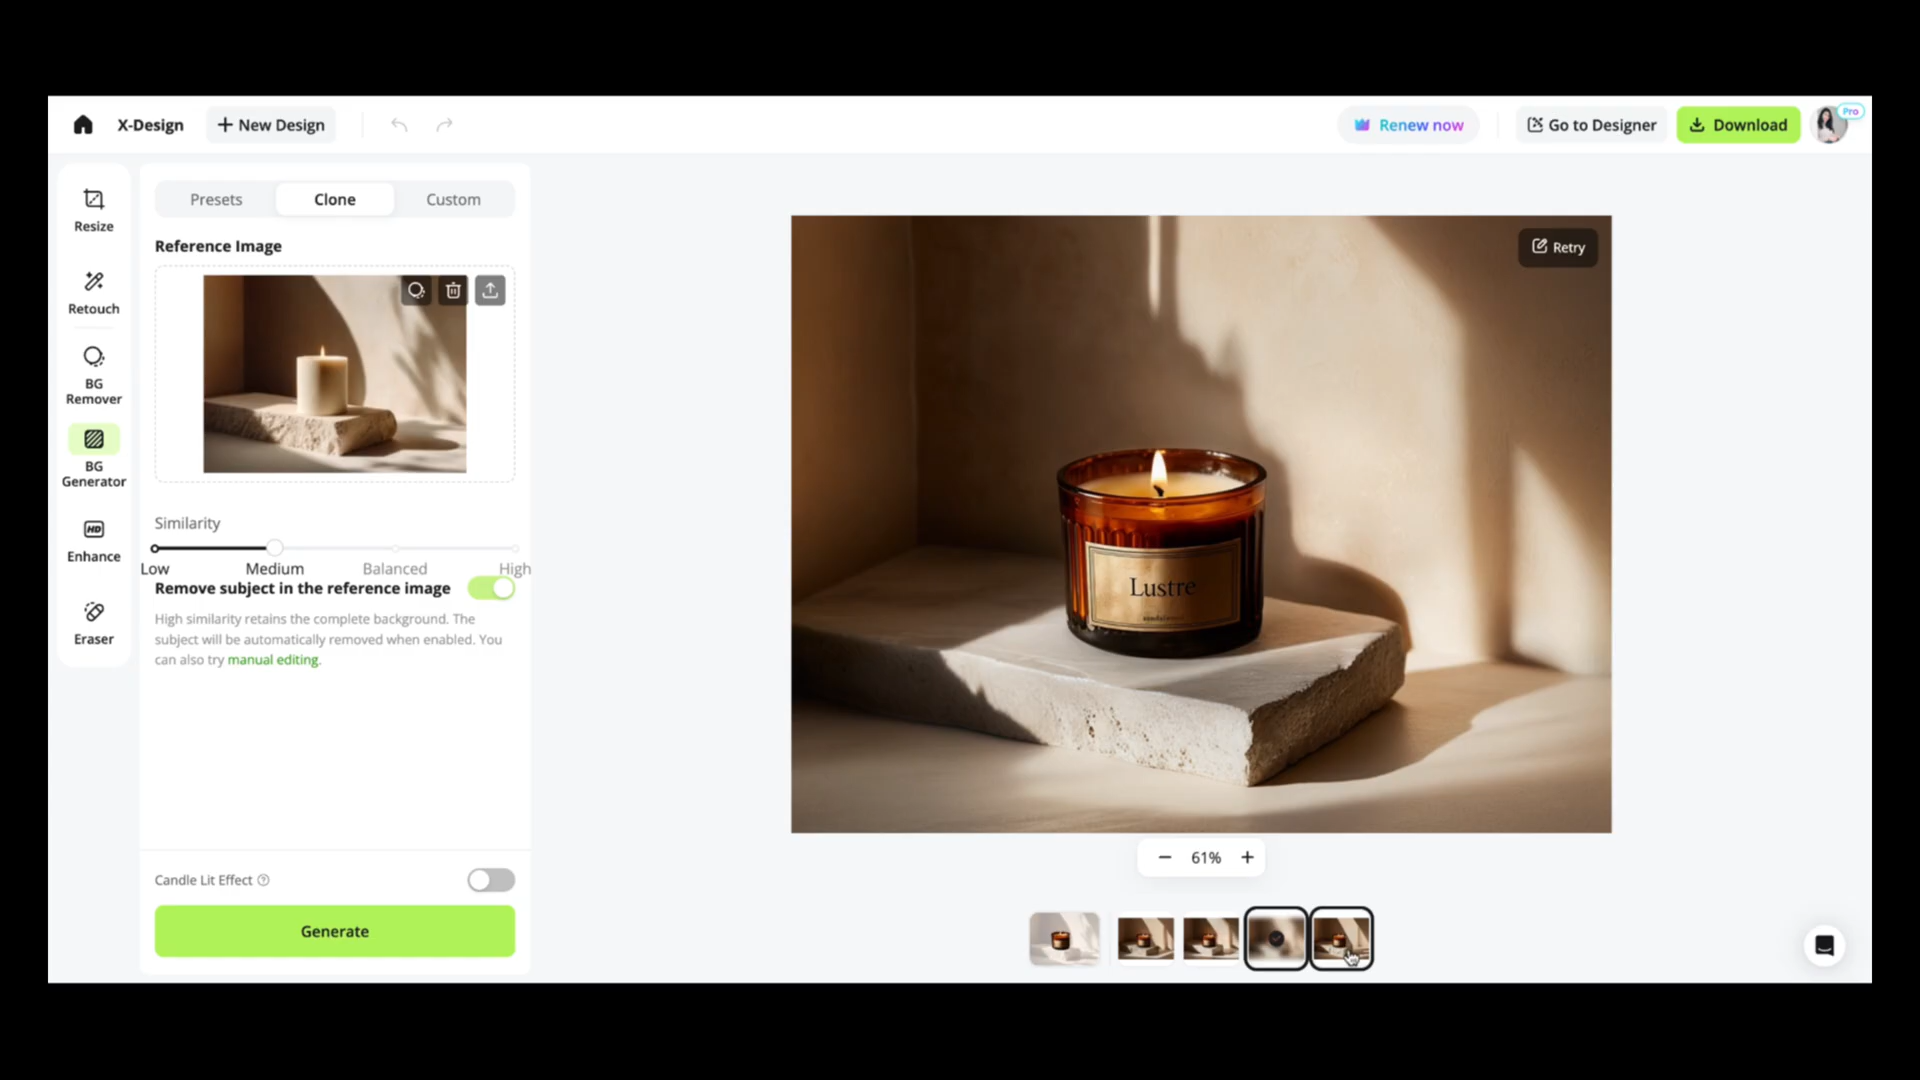 X-Design
New Design
Renew now
Go to Designer
Download
Pro
Resize
Retouch
BG
Remover
BG
Generator
HD
Enhance
Eraser
Presets
Clone
Custom
Reference Image
Similarity
Low
Medium
Balanced
High
Remove subject in the reference image
High similarity retains the complete background. The
subject will be automatically removed when enabled. You
can also try manual editing.
Candle Lit Effect
Generate
Retry
Lustre
61%